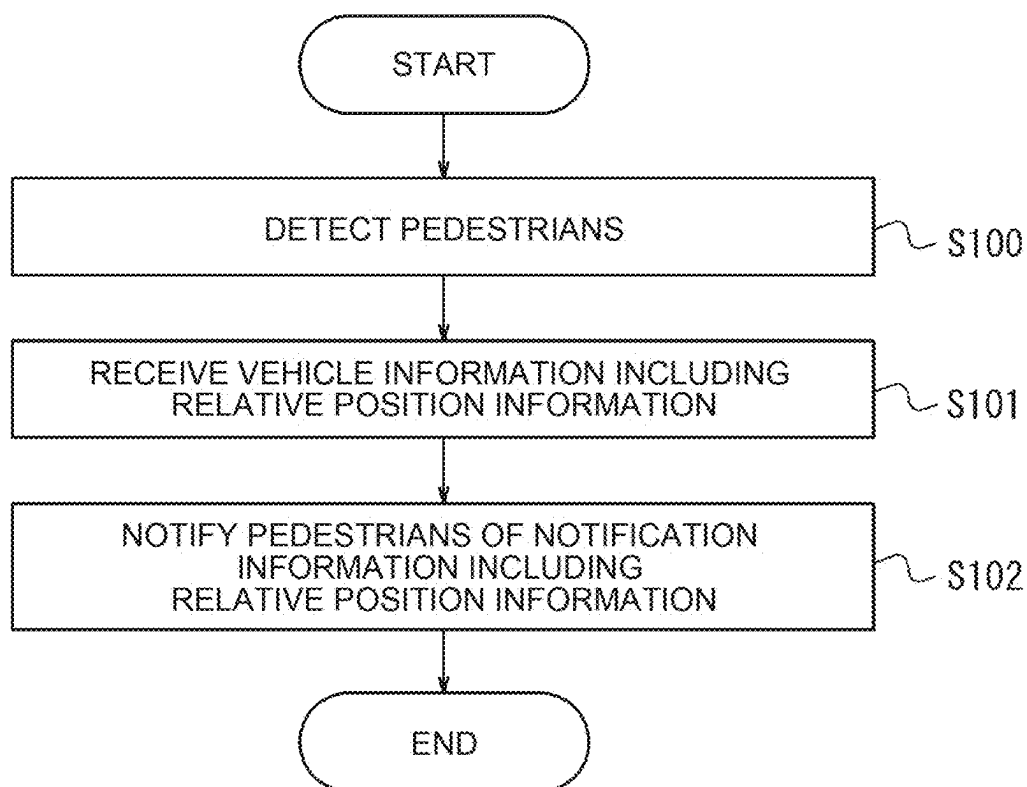 START
DETECT PEDESTRIANS
S100
RECEIVE VEHICLE INFORMATION INCLUDING
RELATIVE POSITION INFORMATION
S101
NOTIFY PEDESTRIANS OF NOTIFICATION
INFORMATION INCLUDING
RELATIVE POSITION INFORMATION
S102
END